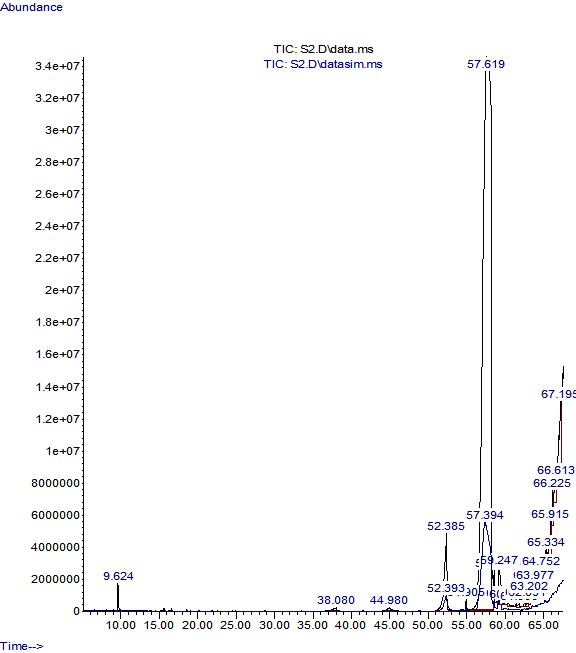 Abundance
TIC: S2.D\data.ms
TIC: S2.D\datasim.ms
57.619
3.4e+07
3.2e+07
3e+07
2.8e+07
2.6e+07
2.4e+07
2.2e+07
2e+07
1.8e+07
1.6e+07
1.4e+07
67.195
1.2e+07
1e+07
66.613
8000000
66.225
6000000
57.394
65.915
52.385
4000000
65.334
59.247
64.752
9.624
63.977
2000000
52.393
63.202
38.080
44.980
0
10.00 15.00 20.00 25.00 30.00 35.00 40.00 45.00 50.00 55.00 60.00 65.00
Time-->